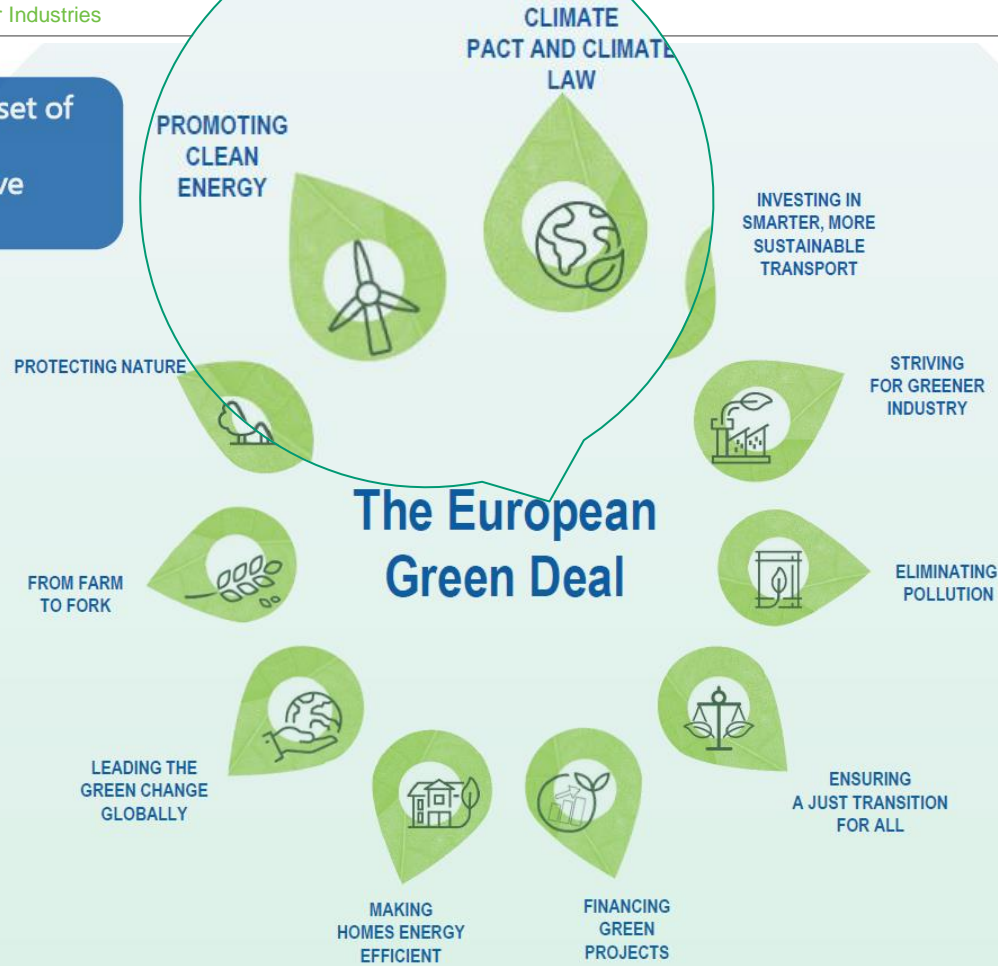 r Industries
set of
ve
CLIMATE
PACT AND CLIMATE
LAW
PROMOTING
CLEAN
ENERGY
INVESTING IN
SMARTER, MORE
SUSTAINABLE
TRANSPORT
PROTECTING NATURE
STRIVING
FOR GREENER
INDUSTRY
The European
Green Deal
FROM FARM
TO FORK
ELIMINATING
POLLUTION
LEADING THE
GREEN CHANGE
GLOBALLY
ENSURING
A JUST TRANSITION
FOR ALL
MAKING
HOMES ENERGY
EFFICIENT
FINANCING
GREEN
PROJECTS